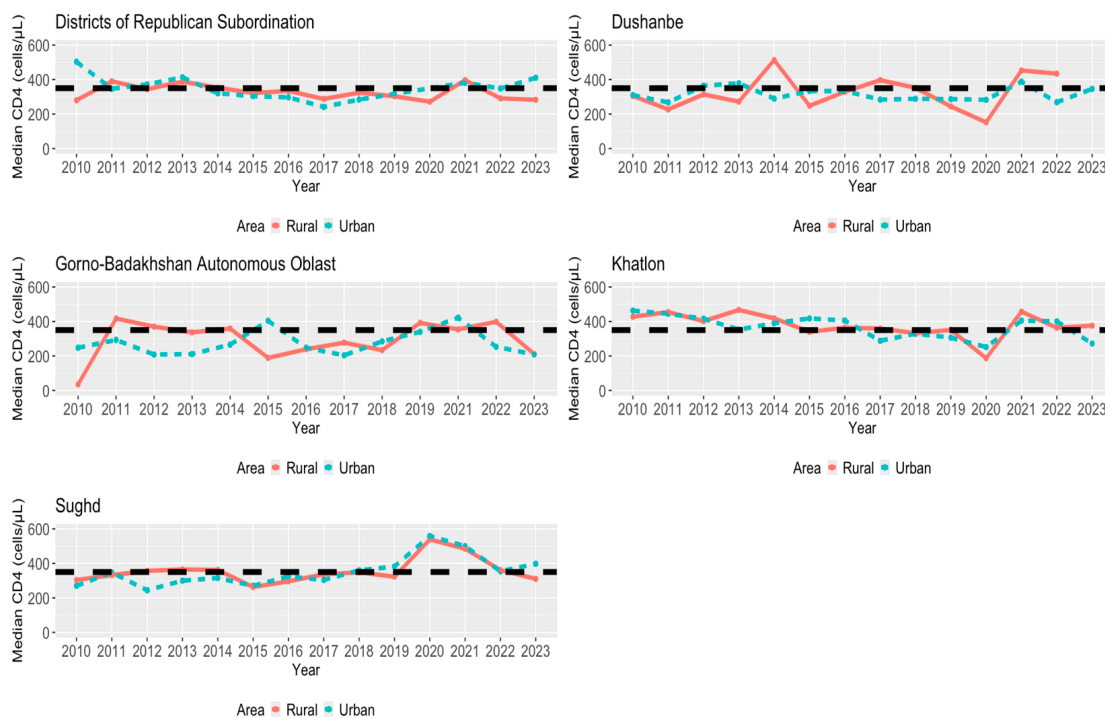 Districts of Republican Subordination
Median CD4 (cells/μL)
600
400
200
0
2010 2011 2012 2013 2014 2015 2016 2017 2018 2019 2020 2021 2022 2023
Year
Area Rural Urban
Dushanbe
Median CD4 (cells/μL)
600
400
200
0
2010 2011 2012 2013 2014 2015 2016 2017 2018 2019 2020 2021 2022 2023
Year
Area Rural Urban
Gorno-Badakhshan Autonomous Oblast
Median CD4 (cells/μL)
600
400
200
0
2010 2011 2012 2013 2014 2015 2016 2017 2018 2019 2021 2022 2023
Year
Area Rural Urban
Khatlon
Median CD4 (cells/μL)
600
400
200
0
2010 2011 2012 2013 2014 2015 2016 2017 2018 2019 2020 2021 2022 2023
Year
Area Rural Urban
Sughd
Median CD4 (cells/μL)
600
400
200
0
2010 2011 2012 2013 2014 2015 2016 2017 2018 2019 2020 2021 2022 2023
Year
Area Rural Urban